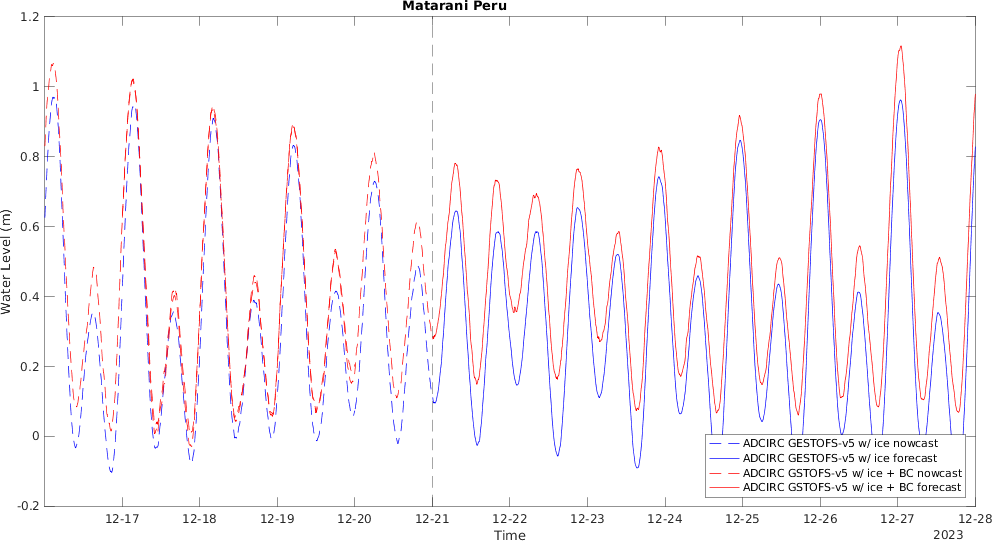 Matarani Peru
1.2
1
0.8
0.6
0.4
0.2
0
-0.2
Water Level (m)
ADCIRC GESTOFS-v5 w/ ice nowcast
ADCIRC GESTOFS-v5 w/ ice forecast
ADCIRC GSTOFS-v5 w/ ice + BC nowcast
ADCIRC GSTOFS-v5 w/ ice + BC forecast
12-17 12-18 12-19 12-20 12-21 12-22 12-23 12-24 12-25 12-26 12-27 12-28
Time
2023